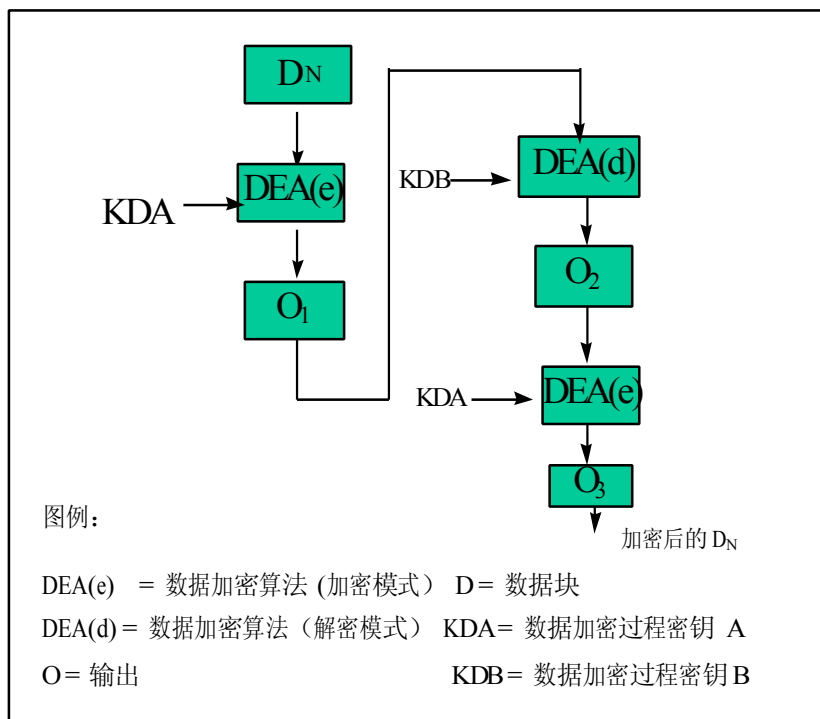 DN
DEA(e)
KDA
O1
DEA(d)
KDB
O2
DEA(e)
KDA
O3
加密后的 DN
图例：
DEA(e) = 数据加密算法 (加密模式） D= 数据块
DEA(d) = 数据加密算法（解密模式） KDA= 数据加密过程密钥 A
O= 输出 KDB= 数据加密过程密钥 B